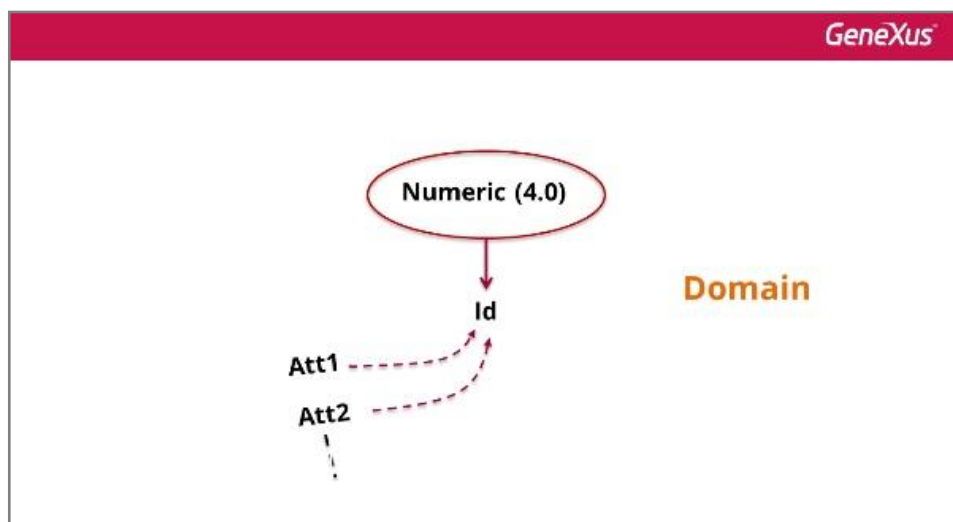 GeneXus
Numeric (4.0)
Id
Domain
Att1
Att2